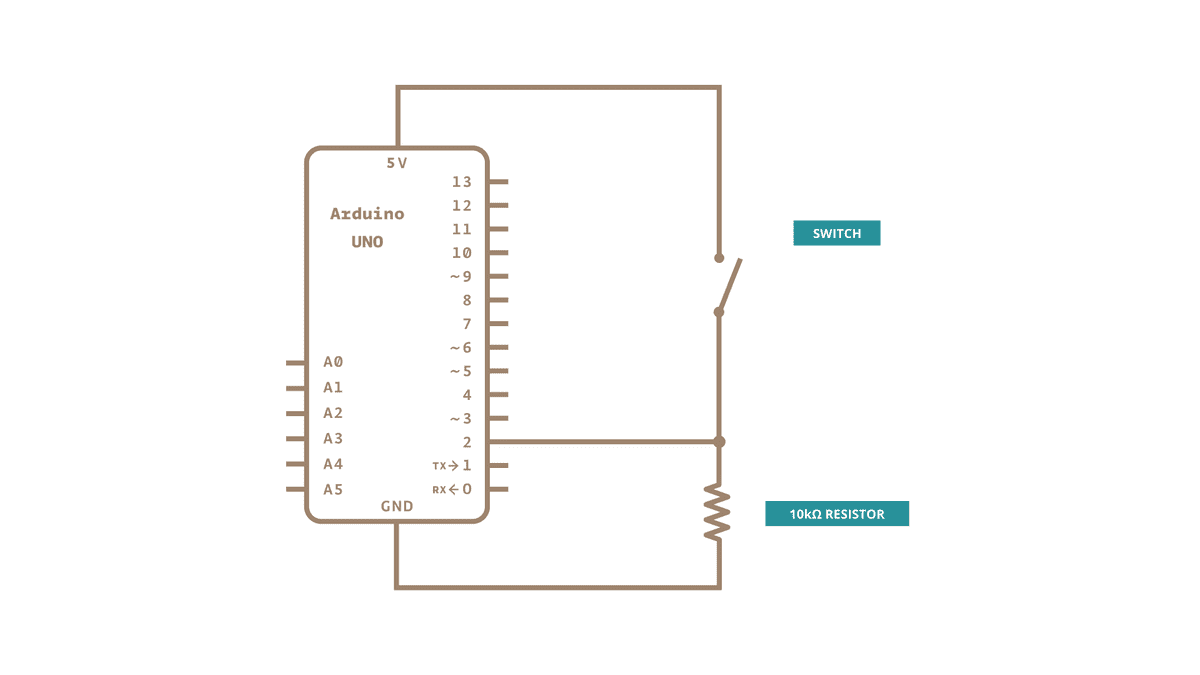 5V
Arduino
UNO
13
12
11
10
~9
8
7
~6
~5
4
~3
2
TX→1
RX←0
A0
A1
A2
A3
A4
A5
GND
SWITCH
10kΩ RESISTOR